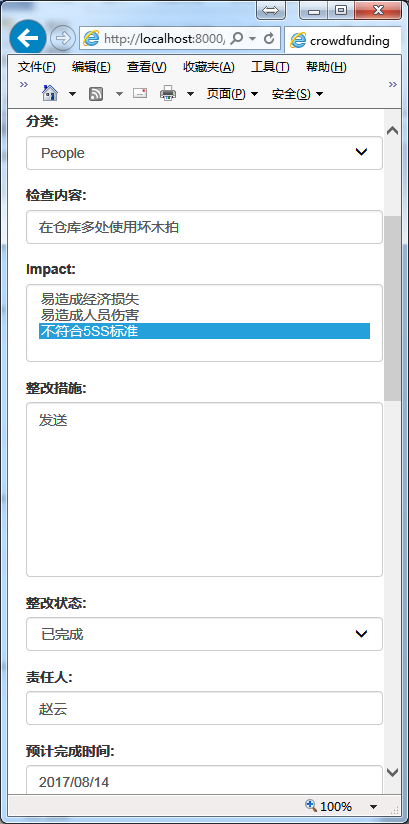 http://localhost:8000/
crowdfunding
文件(F) 编辑(E) 查看(V) 收藏夹(A) 工具(T) 帮助(H)
页面(P) 安全(S)
分类:
People
检查内容:
在仓库多处使用坏木拍
Impact:
易造成经济损失
易造成人员伤害
不符合5SS标准
整改措施:
发送
整改状态:
已完成
责任人:
赵云
预计完成时间:
2017/08/14
100%